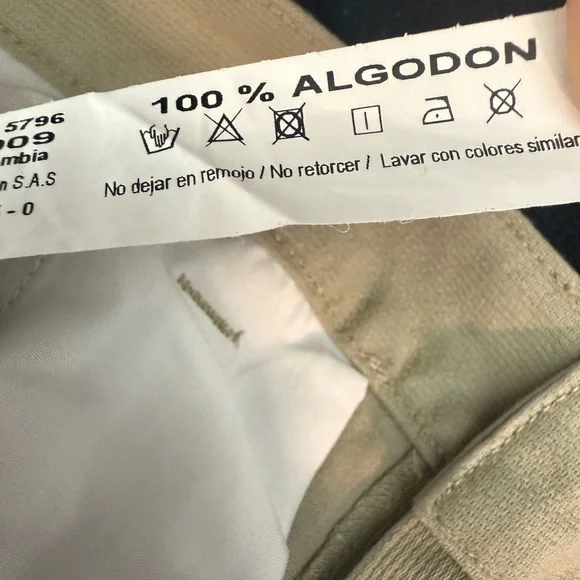 100 % ALGODON
5796
009
mbia
n S.A.S
- 0
No dejar en remojo / No retorcer / Lavar con colores similar